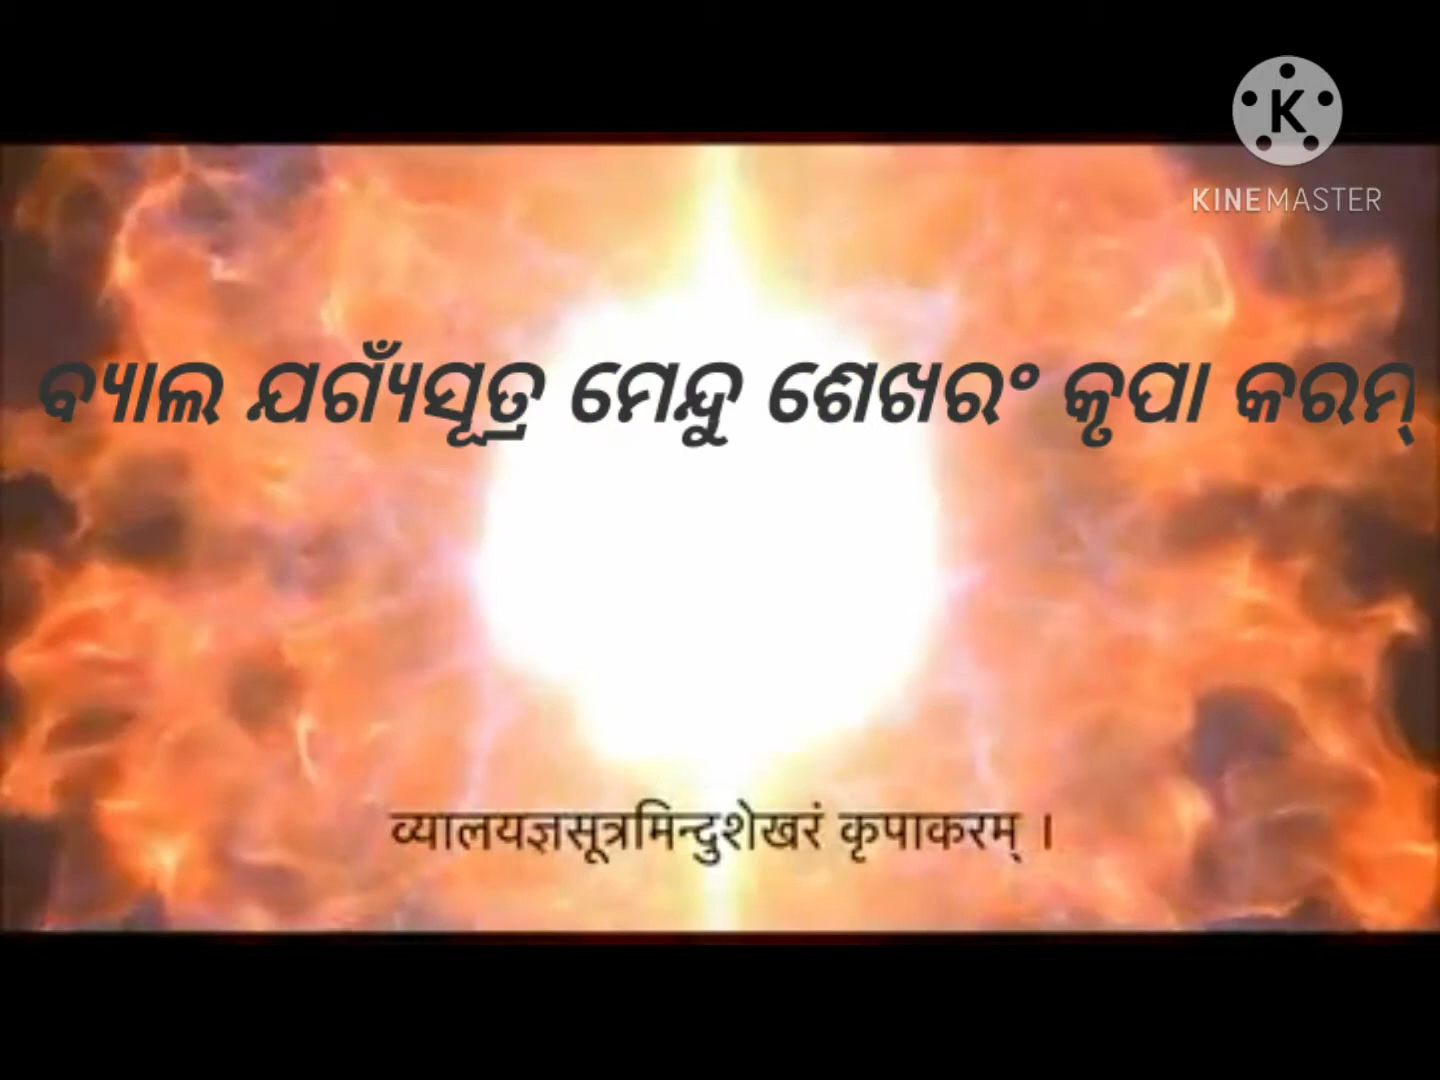 KINEMASTER
ବ୍ୟାଲ ଯଗ୍ୟଁସୂତ୍ର ମେନ୍ଦୁ ଶେଖରଂ କୃପା କରମ୍
व्यालयज्ञसूत्रमिन्दुशेखरं कृपाकरम् ।